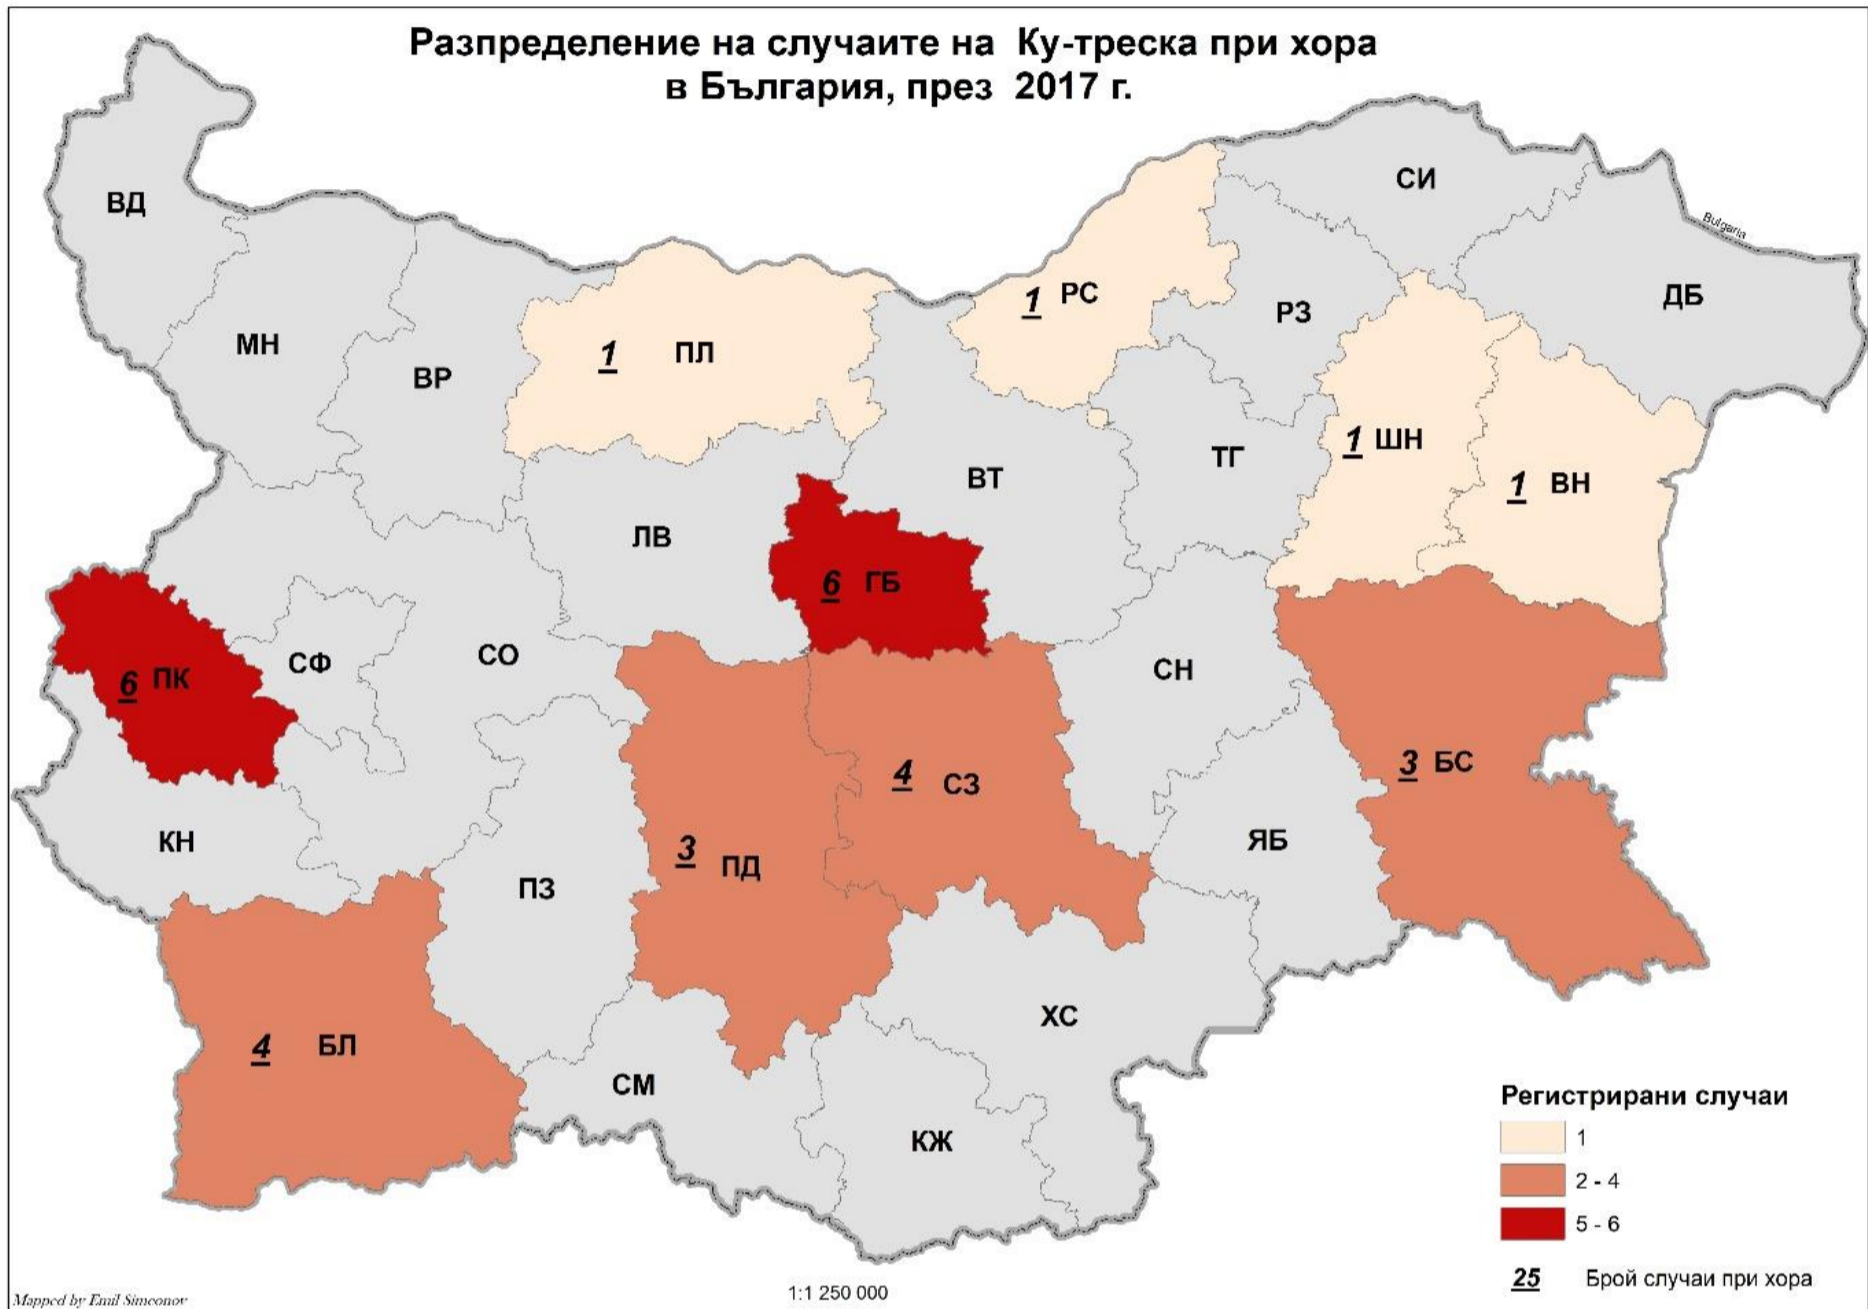 Разпределение на случаите на Ку-треска при хора
в България, през 2017 г.
СИ
ВД
Bulgaria
1 РС
ДБ
РЗ
МН
1 ПЛ
ВР
1 ШН
ТГ
ВТ
1 ВН
ЛВ
6 ГБ
СО
СФ
СН
6 ПК
3 БС
4 СЗ
КН
ЯБ
3 ПД
ПЗ
ХС
4 БЛ
СМ
КЖ
Регистрирани случаи
1
2 - 4
5 - 6
25 Брой случаи при хора
1:1 250 000
Mapped by Emil Simeonov